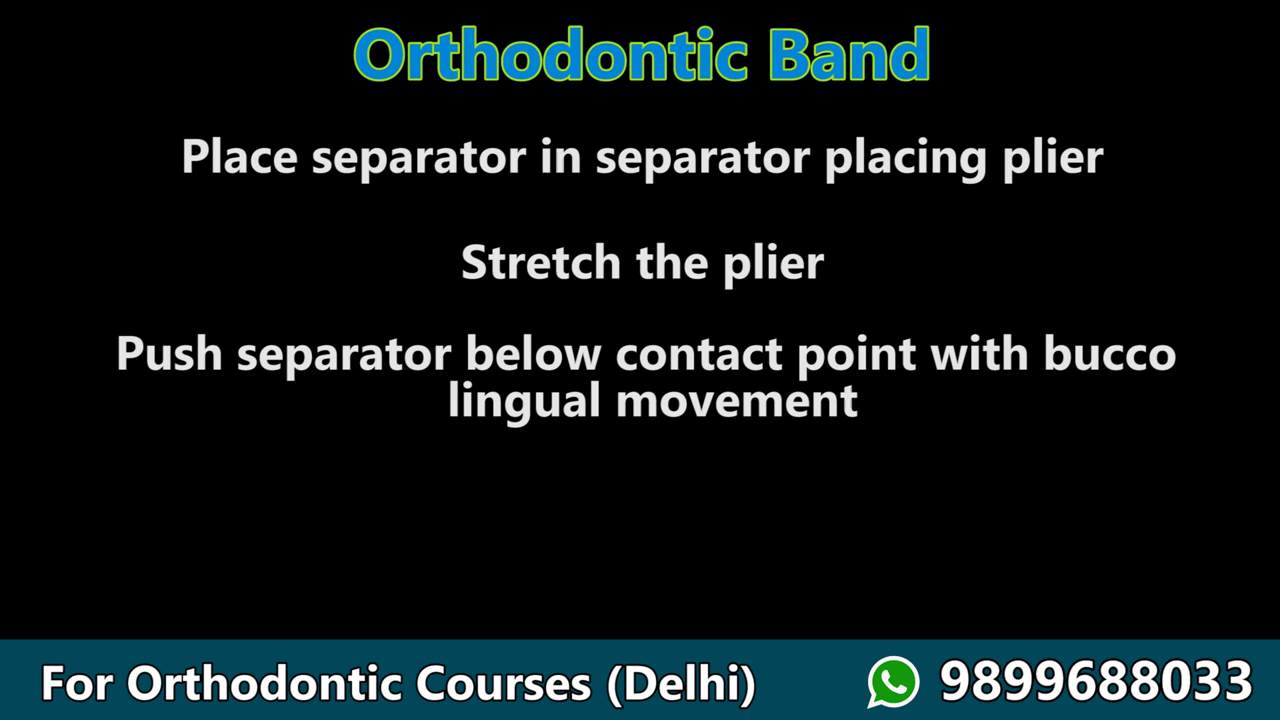 Orthodontic Band
Place separator in separator placing plier
Stretch the plier
Push separator below contact point with bucco
lingual movement
For Orthodontic Courses (Delhi)
9899688033